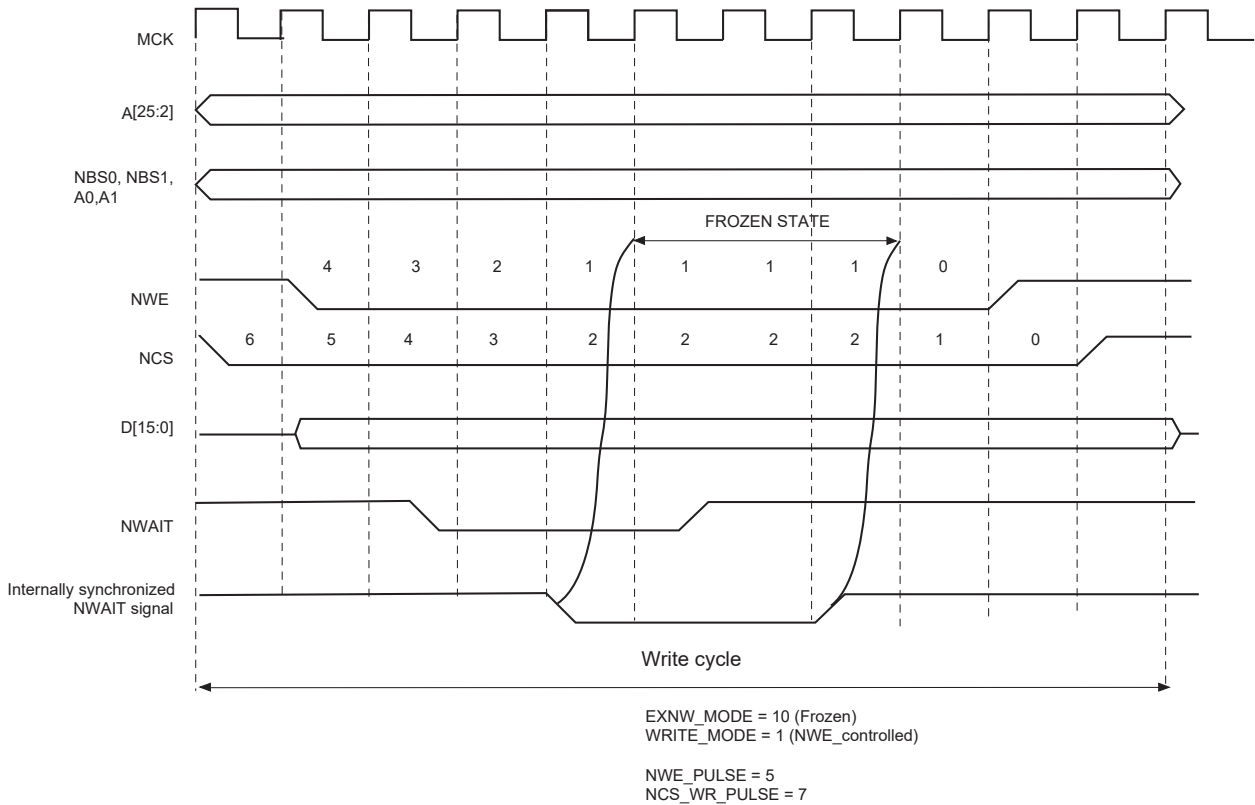 MCK
A[25:2]
NBS0, NBS1,
A0,A1
FROZEN STATE
4 3 2 1 1 1 1 0
NWE
6 5 4 3 2 2 2 2 1 0
NCS
D[15:0]
NWAIT
Internally synchronized
NWAIT signal
Write cycle
EXNW_MODE = 10 (Frozen)
WRITE_MODE = 1 (NWE_controlled)
NWE_PULSE = 5
NCS_WR_PULSE = 7